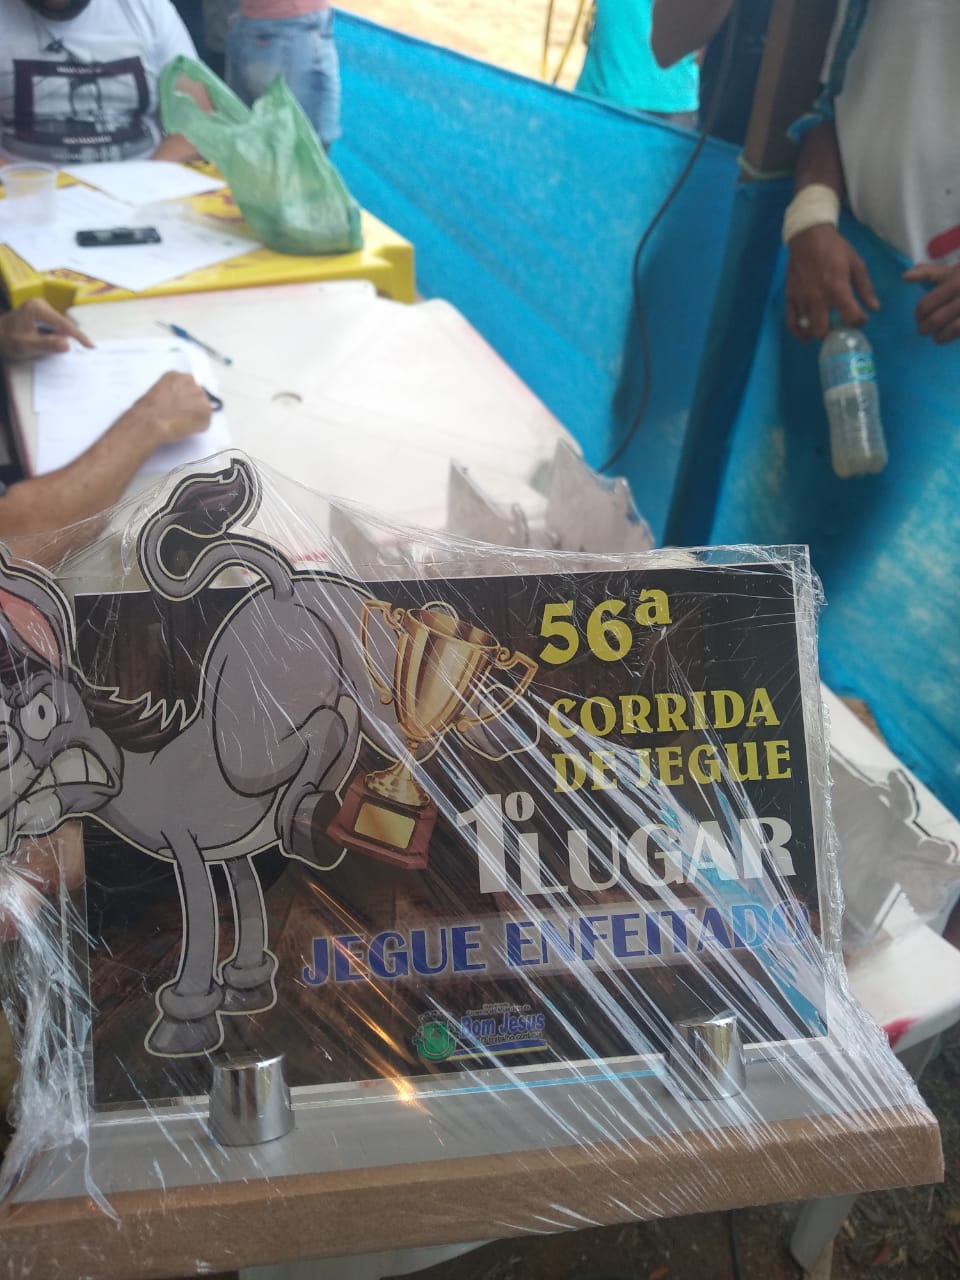 56ª
CORRIDA
DE JEGUE
1º LUGAR
JEGUE ENFEITADO
Bom Jesus